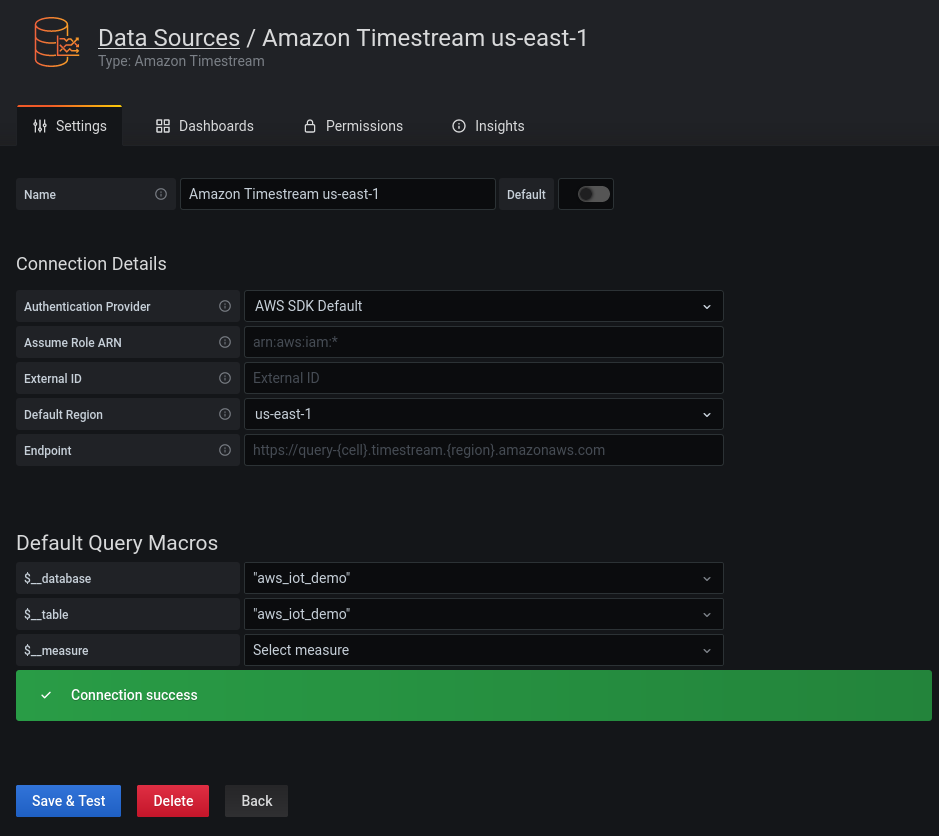 Data Sources / Amazon Timestream us-east-1
Type: Amazon Timestream
Settings Dashboards Permissions Insights
Name Amazon Timestream us-east-1 Default
Connection Details
Authentication Provider AWS SDK Default
Assume Role ARN arn:aws:iam:*
External ID External ID
Default Region us-east-1
Endpoint https://query-{cell}.timestream.{region}.amazonaws.com
Default Query Macros
$__database "aws_iot_demo"
$__table "aws_iot_demo"
$__measure Select measure
Connection success
Save & Test Delete Back